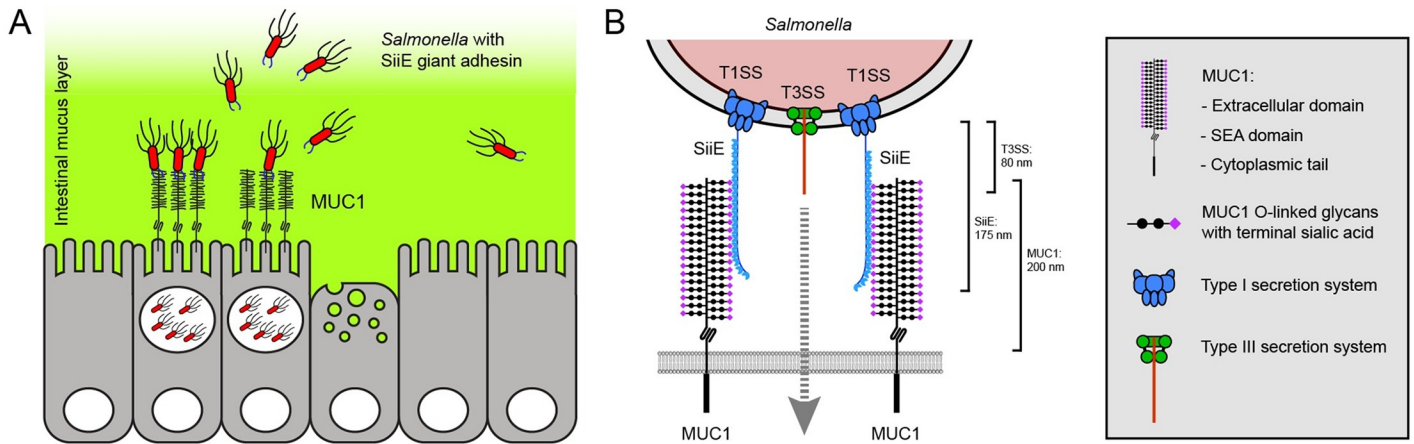 A
Intestinal mucus layer
Salmonella with
SiiE giant adhesin
MUC1
B
Salmonella
T1SS
T3SS
T1SS
SiiE
SiiE
T3SS:
80 nm
SiiE:
175 nm
MUC1:
200 nm
MUC1
MUC1
MUC1:
- Extracellular domain
- SEA domain
- Cytoplasmic tail
MUC1 O-linked glycans
with terminal sialic acid
Type I secretion system
Type III secretion system